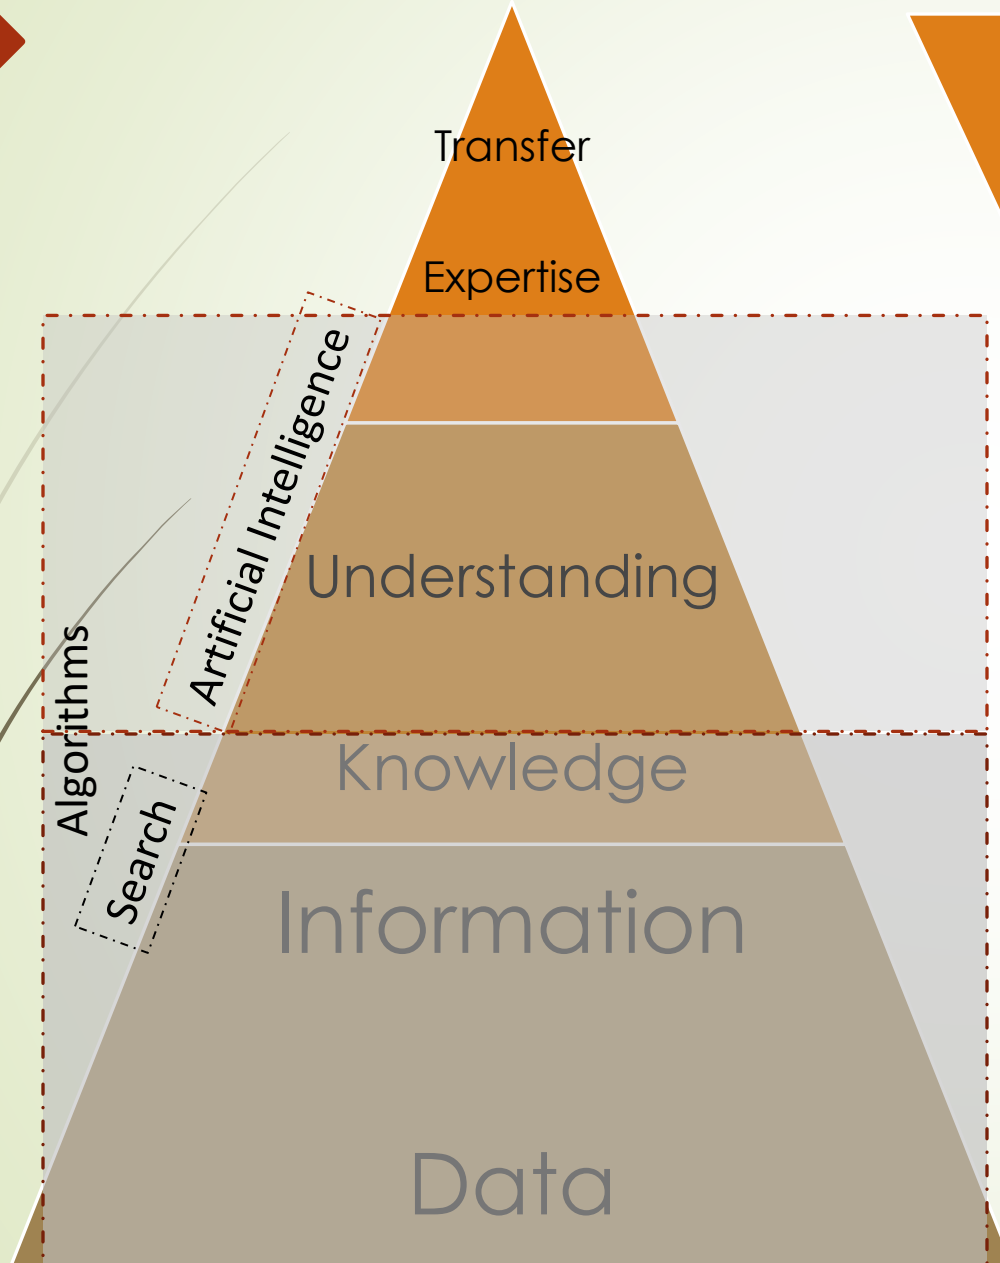 Transfer
Expertise
Artificial Intelligence
Understanding
Algorithms
Knowledge
Search
Information
Data